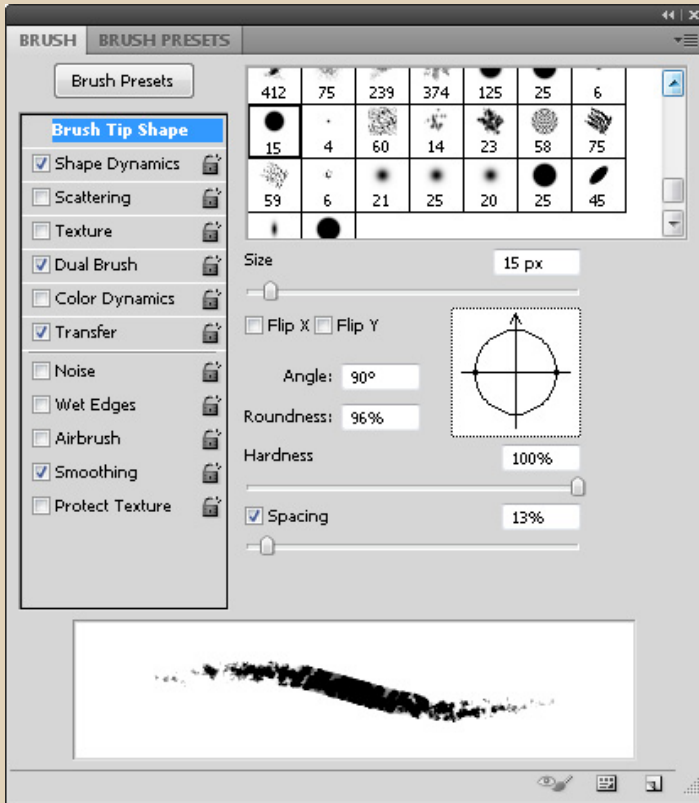 BRUSH BRUSH PRESETS
Brush Presets
412 75 239 374 125 25 6
15 4 60 14 23 58 75
59 6 21 25 20 25 45
Brush Tip Shape
Shape Dynamics
Scattering
Texture
Dual Brush
Color Dynamics
Transfer
Noise
Wet Edges
Airbrush
Smoothing
Protect Texture
Size 15 px
Flip X Flip Y
Angle: 90º
Roundness: 96%
Hardness 100%
Spacing 13%